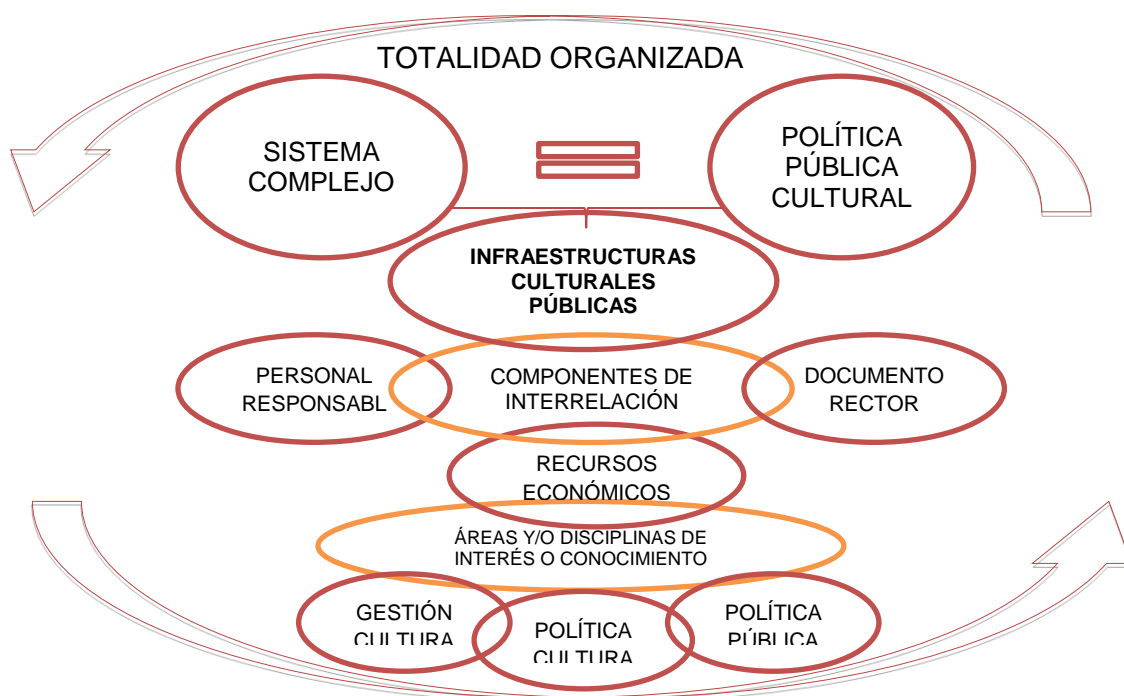 TOTALIDAD ORGANIZADA
SISTEMA
COMPLEJO
POLÍTICA
PÚBLICA
CULTURAL
INFRAESTRUCTURAS
CULTURALES
PÚBLICAS
PERSONAL
RESPONSABL
COMPONENTES DE
INTERRELACIÓN
DOCUMENTO
RECTOR
RECURSOS
ECONÓMICOS
ÁREAS Y/O DISCIPLINAS DE
INTERÉS O CONOCIMIENTO
GESTIÓN
CULTURA
POLÍTICA
CULTURA
POLÍTICA
PÚBLICA